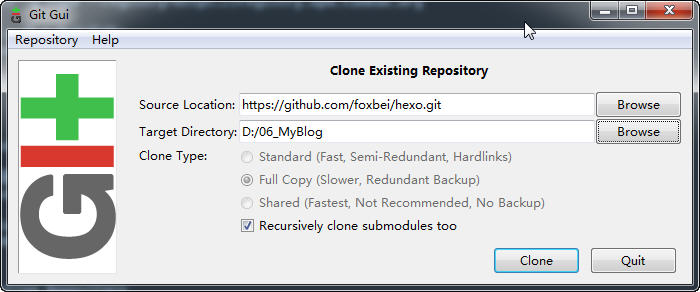 Git Gui
Repository Help
Clone Existing Repository
Source Location: https://github.com/foxbei/hexo.git Browse
Target Directory: D:/06_MyBlog Browse
Clone Type: Standard (Fast, Semi-Redundant, Hardlinks)
Full Copy (Slower, Redundant Backup)
Shared (Fastest, Not Recommended, No Backup)
Recursively clone submodules too
Clone Quit